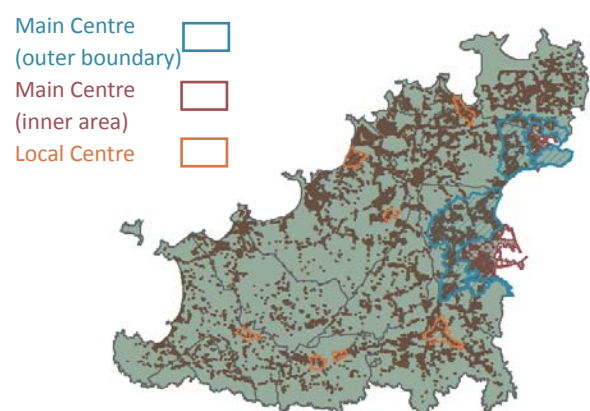 Main Centre
(outer boundary)
Main Centre
(inner area)
Local Centre